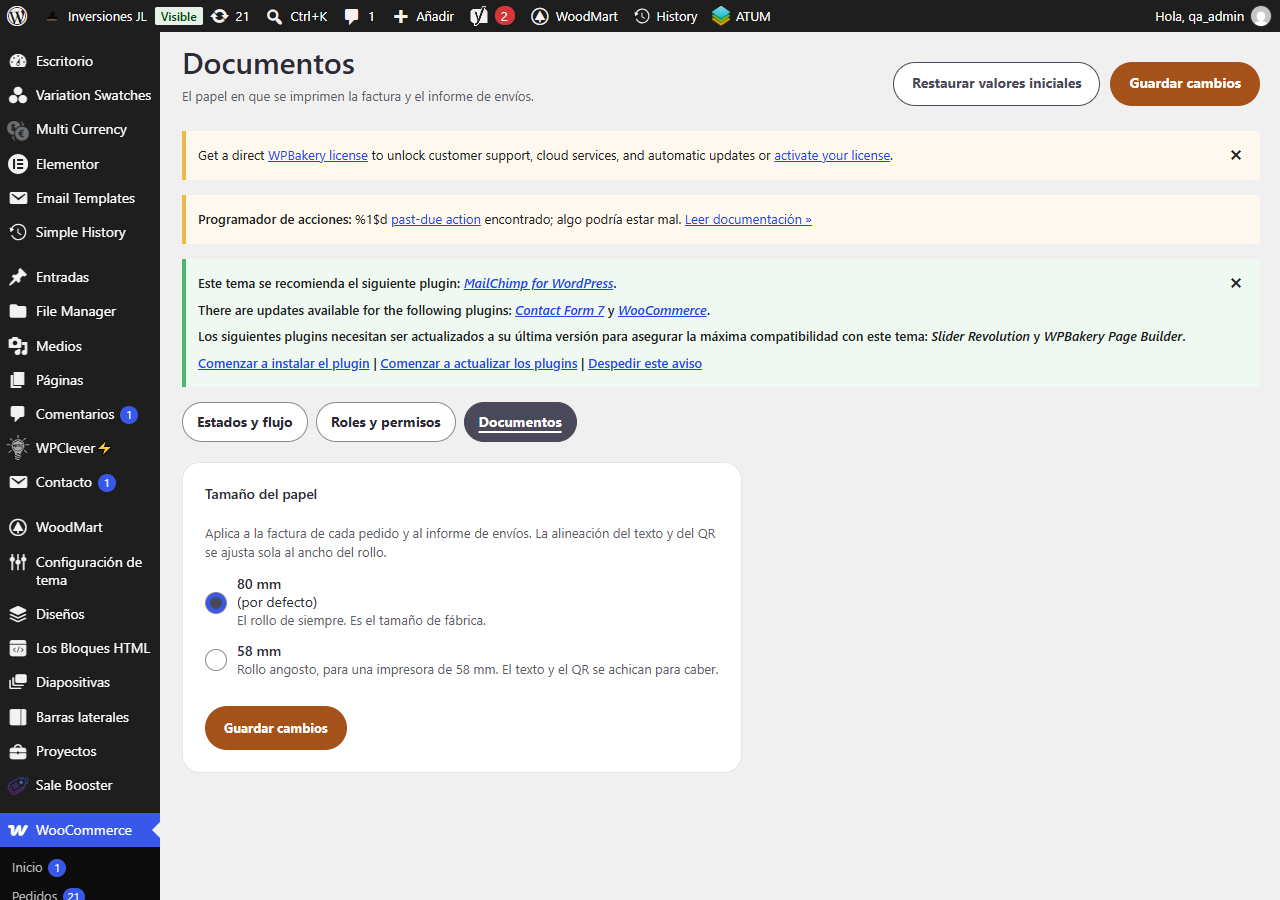 Inversiones JL Visible 21 Ctrl+K 1 Añadir 2 WoodMart History ATUM Hola, qa_admin
Escritorio
Variation Swatches
Multi Currency
Elementor
Email Templates
Simple History
Entradas
File Manager
Medios
Páginas
Comentarios 1
WPClever⚡
Contacto 1
WoodMart
Configuración de
tema
Diseños
Los Bloques HTML
Diapositivas
Barras laterales
Proyectos
Sale Booster
WooCommerce
Inicio 1
Pedidos 21
Documentos
El papel en que se imprimen la factura y el informe de envíos.
Restaurar valores iniciales
Guardar cambios
Get a direct WPBakery license to unlock customer support, cloud services, and automatic updates or activate your license.
Programador de acciones: %1$d past-due action encontrado; algo podría estar mal. Leer documentación »
Este tema se recomienda el siguiente plugin: MailChimp for WordPress.
There are updates available for the following plugins: Contact Form 7 y WooCommerce.
Los siguientes plugins necesitan ser actualizados a su última versión para asegurar la máxima compatibilidad con este tema: Slider Revolution y WPBakery Page Builder.
Comenzar a instalar el plugin | Comenzar a actualizar los plugins | Despedir este aviso
Estados y flujo
Roles y permisos
Documentos
Tamaño del papel
Aplica a la factura de cada pedido y al informe de envíos. La alineación del texto y del QR
se ajusta sola al ancho del rollo.
80 mm
(por defecto)
El rollo de siempre. Es el tamaño de fábrica.
58 mm
Rollo angosto, para una impresora de 58 mm. El texto y el QR se achican para caber.
Guardar cambios